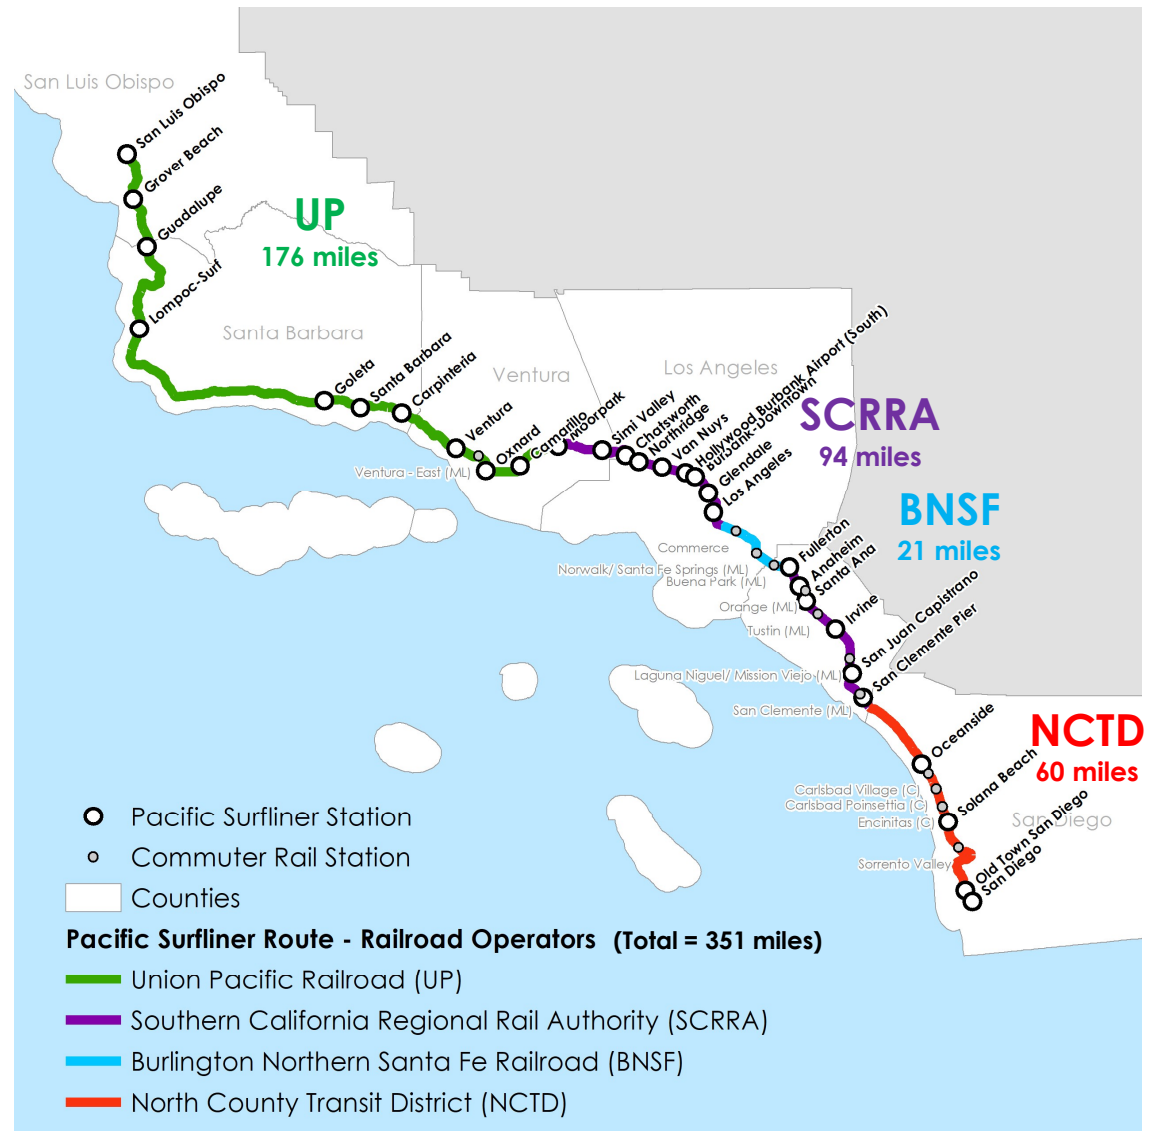 San Luis Obispo
San Luis Obispo
Grover Beach
Guadalupe
Lompoc-Surf
UP
176 miles
Santa Barbara
Goleta
Santa Barbara
Carpinteria
Ventura
Ventura
Ventura - East (ML)
Oxnard
Camarillo
Moorpark
Los Angeles
Simi Valley
Chatsworth
Northridge
Van Nuys
Hollywood Burbank Airport (South)
Burbank-Downtown
Glendale
Los Angeles
SCRRA
94 miles
BNSF
21 miles
Commerce
Norwalk/ Santa Fe Springs (ML)
Buena Park (ML)
Fullerton
Anaheim
Santa Ana
Orange (ML)
Tustin (ML)
Irvine
Laguna Niguel/ Mission Viejo (ML)
San Juan Capistrano
San Clemente Pier
San Clemente (ML)
NCTD
60 miles
Oceanside
Carlsbad Village (C)
Carlsbad Poinsettia (C)
Encinitas (C)
Solana Beach
San Diego
Sorrento Valley
Old Town San Diego
San Diego
Pacific Surfliner Station
Commuter Rail Station
Counties
Pacific Surfliner Route - Railroad Operators (Total = 351 miles)
Union Pacific Railroad (UP)
Southern California Regional Rail Authority (SCRRA)
Burlington Northern Santa Fe Railroad (BNSF)
North County Transit District (NCTD)